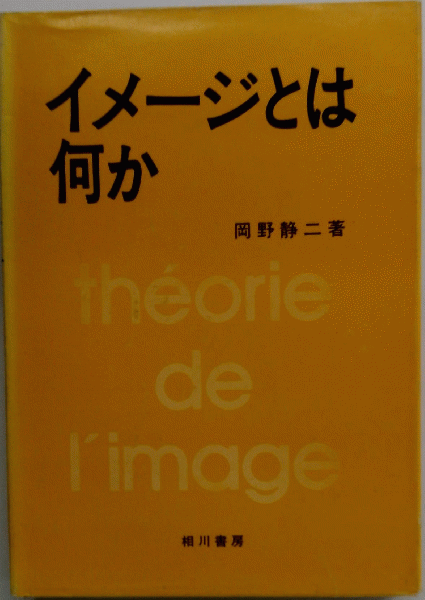 イメージとは
何か
岡野静二著
théorie
de
l'image
相川書房